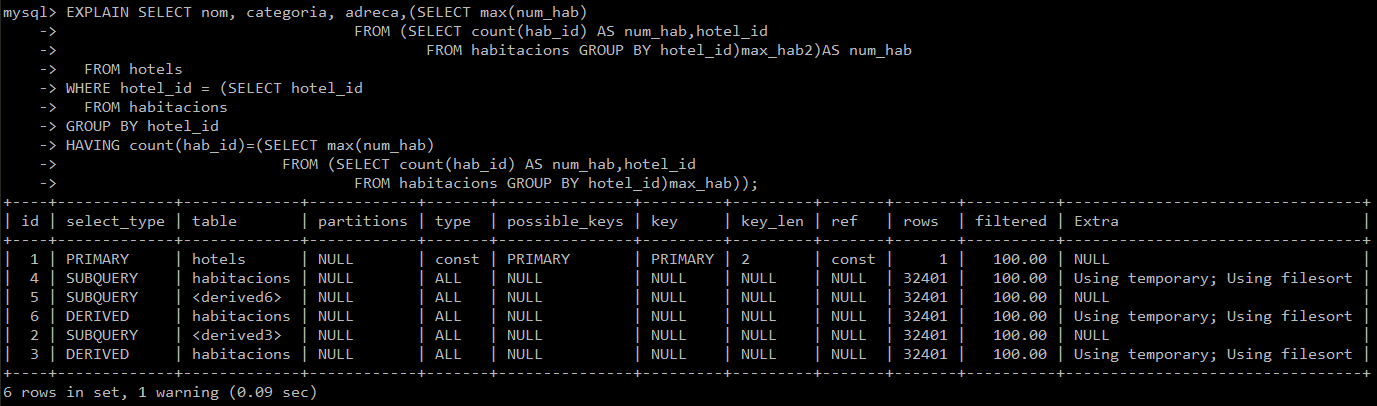 mysql> EXPLAIN SELECT nom, categoria, adreca,(SELECT max(num_hab)
    ->                                  FROM (SELECT count(hab_id) AS num_hab,hotel_id
    ->                                          FROM habitacions GROUP BY hotel_id)max_hab2)AS num_hab
    ->   FROM hotels
    -> WHERE hotel_id = (SELECT hotel_id
    ->   FROM habitacions
    -> GROUP BY hotel_id
    -> HAVING count(hab_id)=(SELECT max(num_hab)
    ->                         FROM (SELECT count(hab_id) AS num_hab,hotel_id
    ->                                 FROM habitacions GROUP BY hotel_id)max_hab));
+----+-------------+-------------+------------+-------+---------------+---------+---------+-------+-------+----------+---------------------------------+
| id | select_type | table       | partitions | type  | possible_keys | key     | key_len | ref   | rows  | filtered | Extra                           |
+----+-------------+-------------+------------+-------+---------------+---------+---------+-------+-------+----------+---------------------------------+
|  1 | PRIMARY     | hotels      | NULL       | const | PRIMARY       | PRIMARY | 2       | const |     1 |   100.00 | NULL                            |
|  4 | SUBQUERY    | habitacions | NULL       | ALL   | NULL          | NULL    | NULL    | NULL  | 32401 |   100.00 | Using temporary; Using filesort |
|  5 | SUBQUERY    | <derived6>  | NULL       | ALL   | NULL          | NULL    | NULL    | NULL  | 32401 |   100.00 | NULL                            |
|  6 | DERIVED     | habitacions | NULL       | ALL   | NULL          | NULL    | NULL    | NULL  | 32401 |   100.00 | Using temporary; Using filesort |
|  2 | SUBQUERY    | <derived3>  | NULL       | ALL   | NULL          | NULL    | NULL    | NULL  | 32401 |   100.00 | NULL                            |
|  3 | DERIVED     | habitacions | NULL       | ALL   | NULL          | NULL    | NULL    | NULL  | 32401 |   100.00 | Using temporary; Using filesort |
+----+-------------+-------------+------------+-------+---------------+---------+---------+-------+-------+----------+---------------------------------+
6 rows in set, 1 warning (0.09 sec)